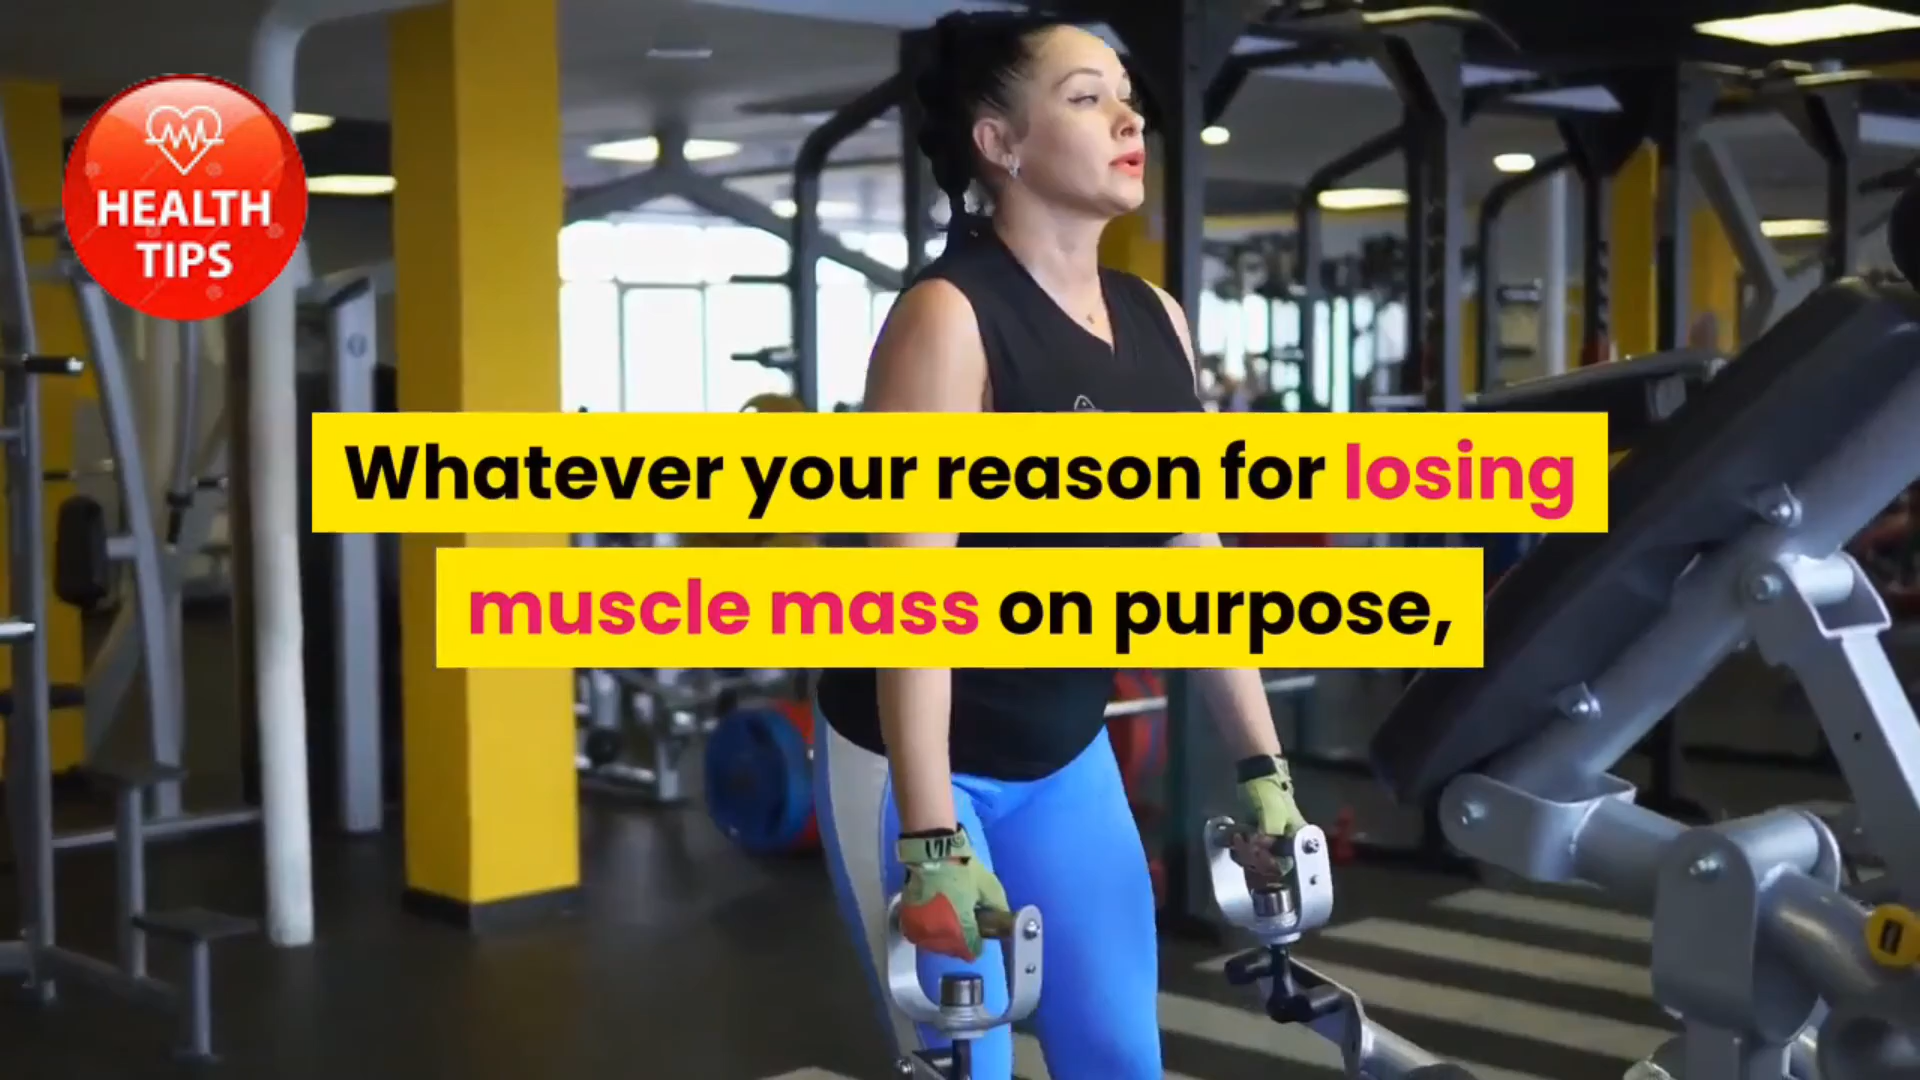 HEALTH
TIPS
Whatever your reason for losing
muscle mass on purpose,